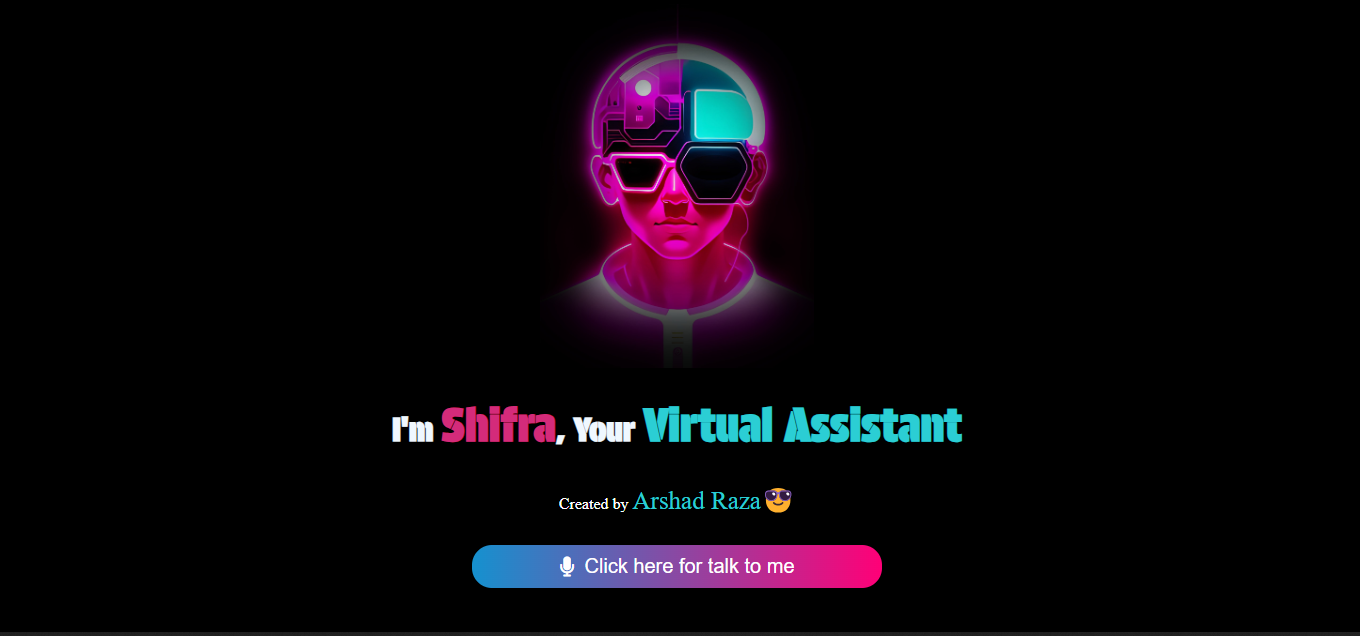 I'm Shifra, Your Virtual Assistant
Created by Arshad Raza 😎
Click here for talk to me